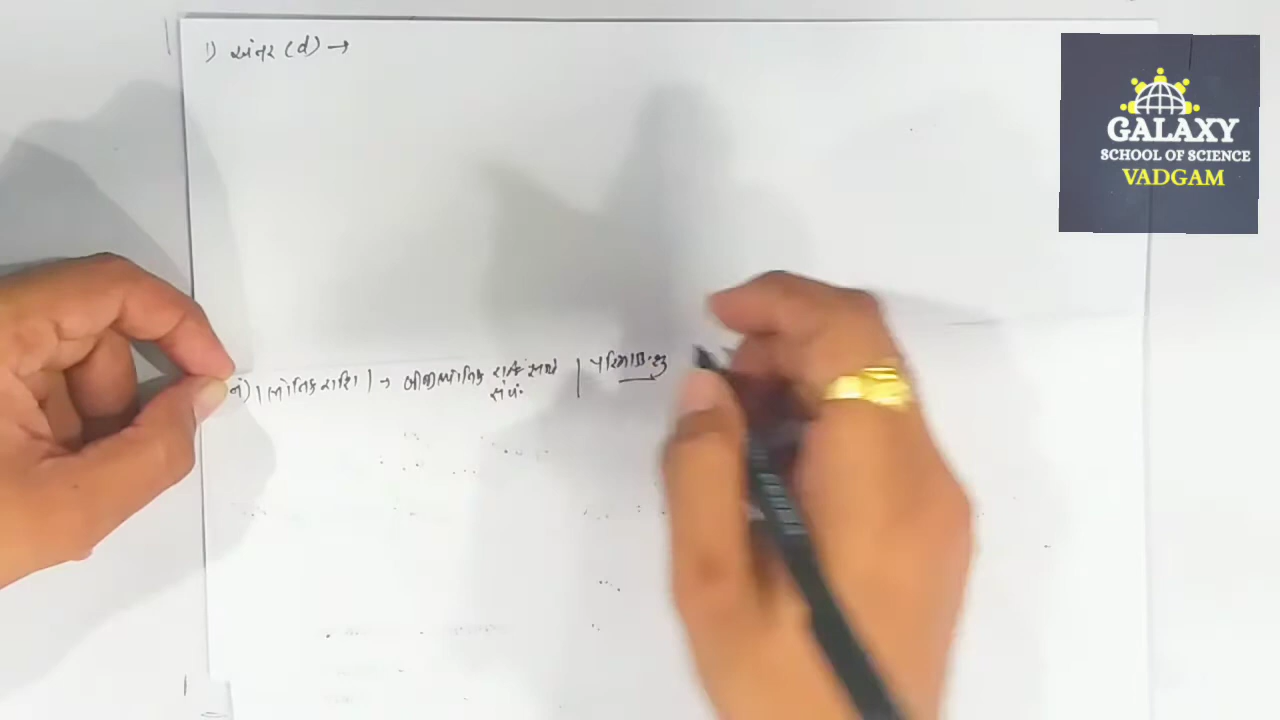 1) અંતર (d) →
નં) | ભૌતિક રાશિ | → બીજી ભૌતિક રાશિ સાથે | પરિમાણ
સંબં.
GALAXY
SCHOOL OF SCIENCE
VADGAM